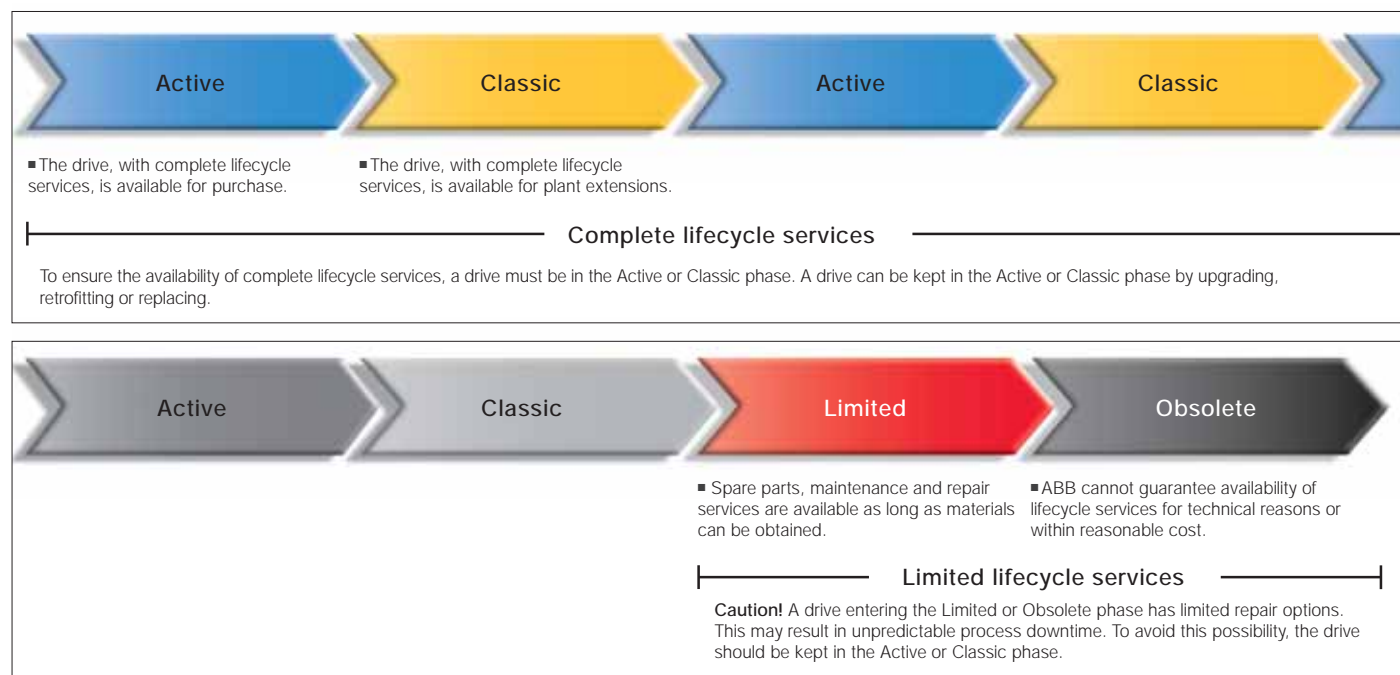 Active
Classic
Active
Classic
■ The drive, with complete lifecycle
services, is available for purchase.
■ The drive, with complete lifecycle
services, is available for plant extensions.
Complete lifecycle services
To ensure the availability of complete lifecycle services, a drive must be in the Active or Classic phase. A drive can be kept in the Active or Classic phase by upgrading,
retrofitting or replacing.
Active
Classic
Limited
Obsolete
■ Spare parts, maintenance and repair
services are available as long as materials
can be obtained.
■ ABB cannot guarantee availability of
lifecycle services for technical reasons or
within reasonable cost.
Limited lifecycle services
Caution! A drive entering the Limited or Obsolete phase has limited repair options.
This may result in unpredictable process downtime. To avoid this possibility, the drive
should be kept in the Active or Classic phase.